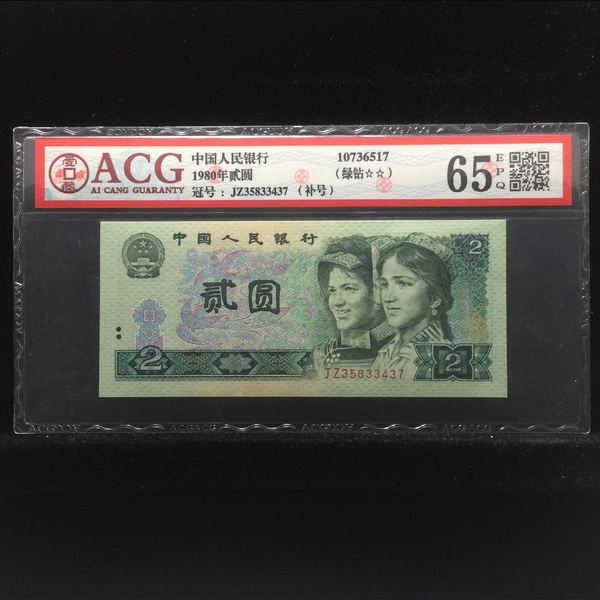 ACG
AI CANG GUARANTY
中国人民银行
1980年贰圆
冠号：JZ35833437（补号）
10736517
（绿钻☆☆）
65
EPQ
中国人民银行
贰圆
2
2
2
JZ35833437
ACGACG